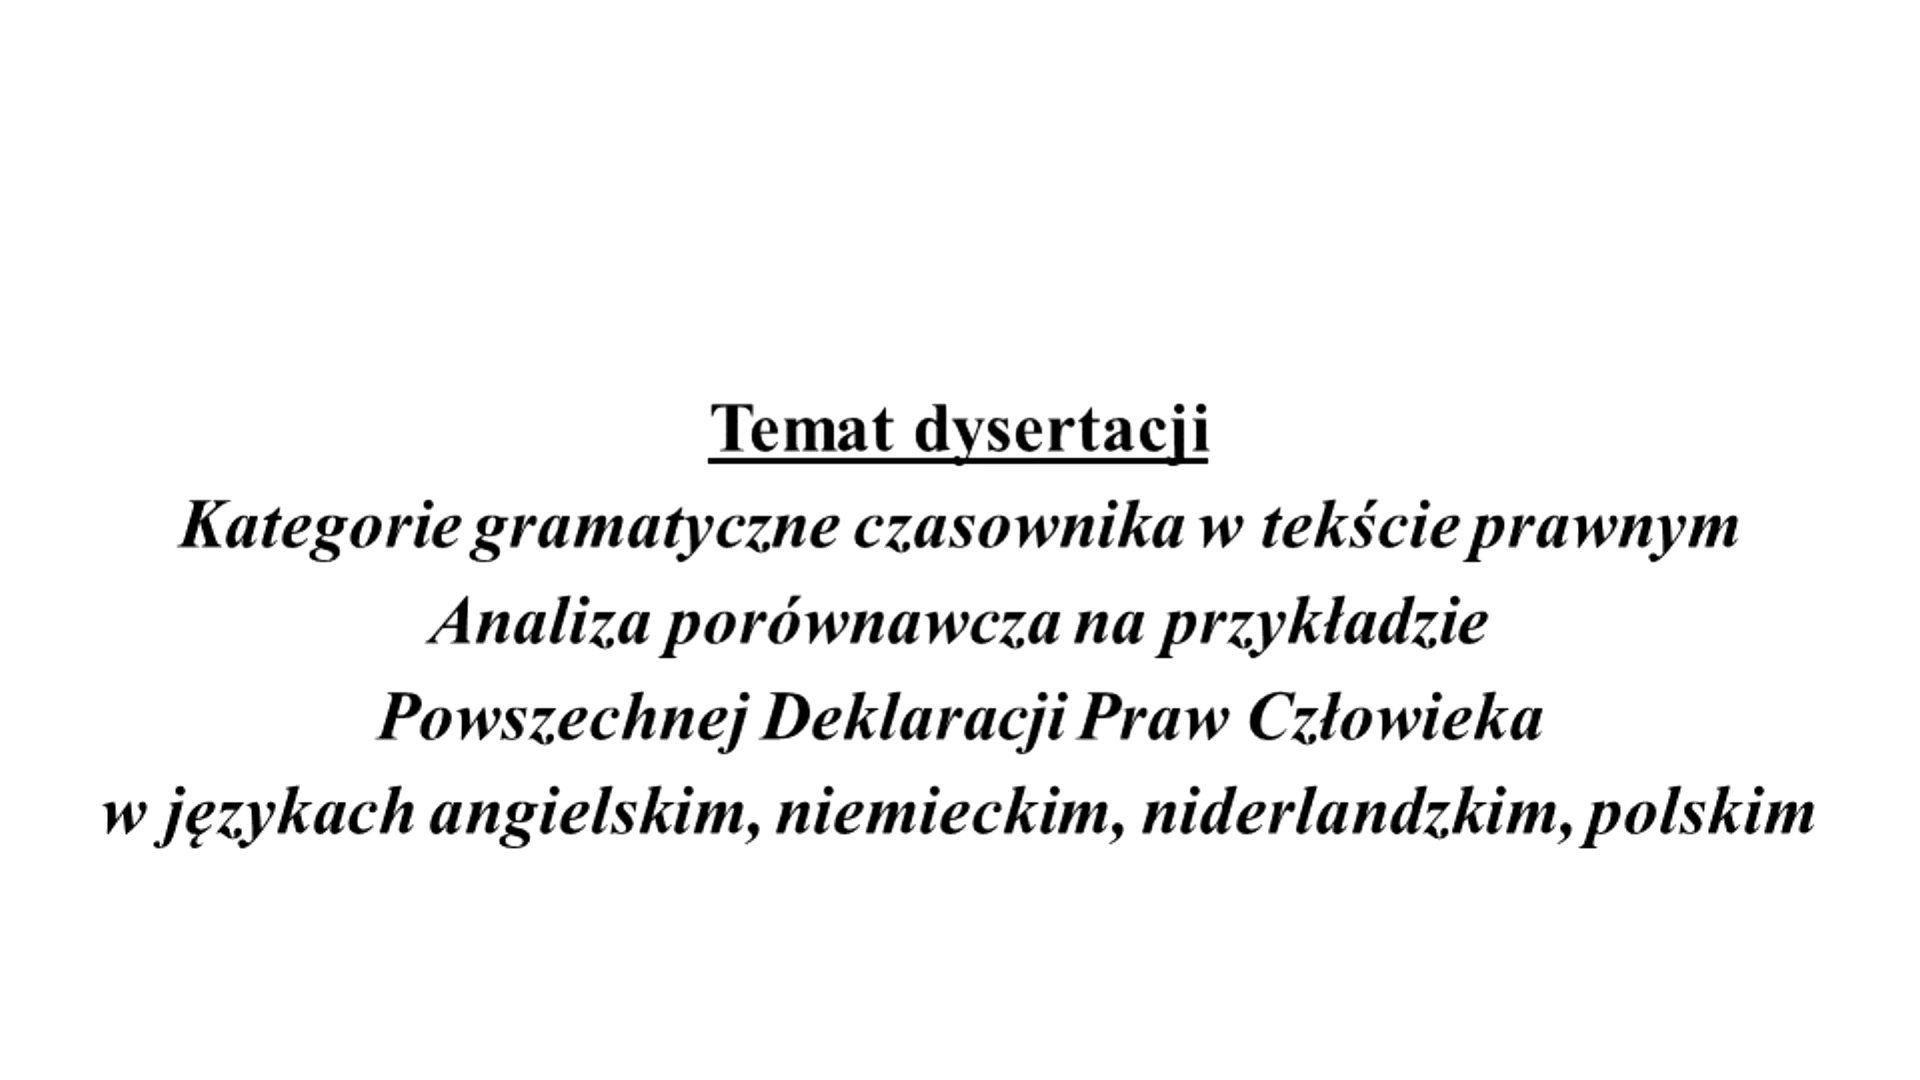 Temat dysertacji
Kategorie gramatyczne czasownika w tekście prawnym
Analiza porównawcza na przykładzie
Powszechnej Deklaracji Praw Człowieka
w językach angielskim, niemieckim, niderlandzkim, polskim